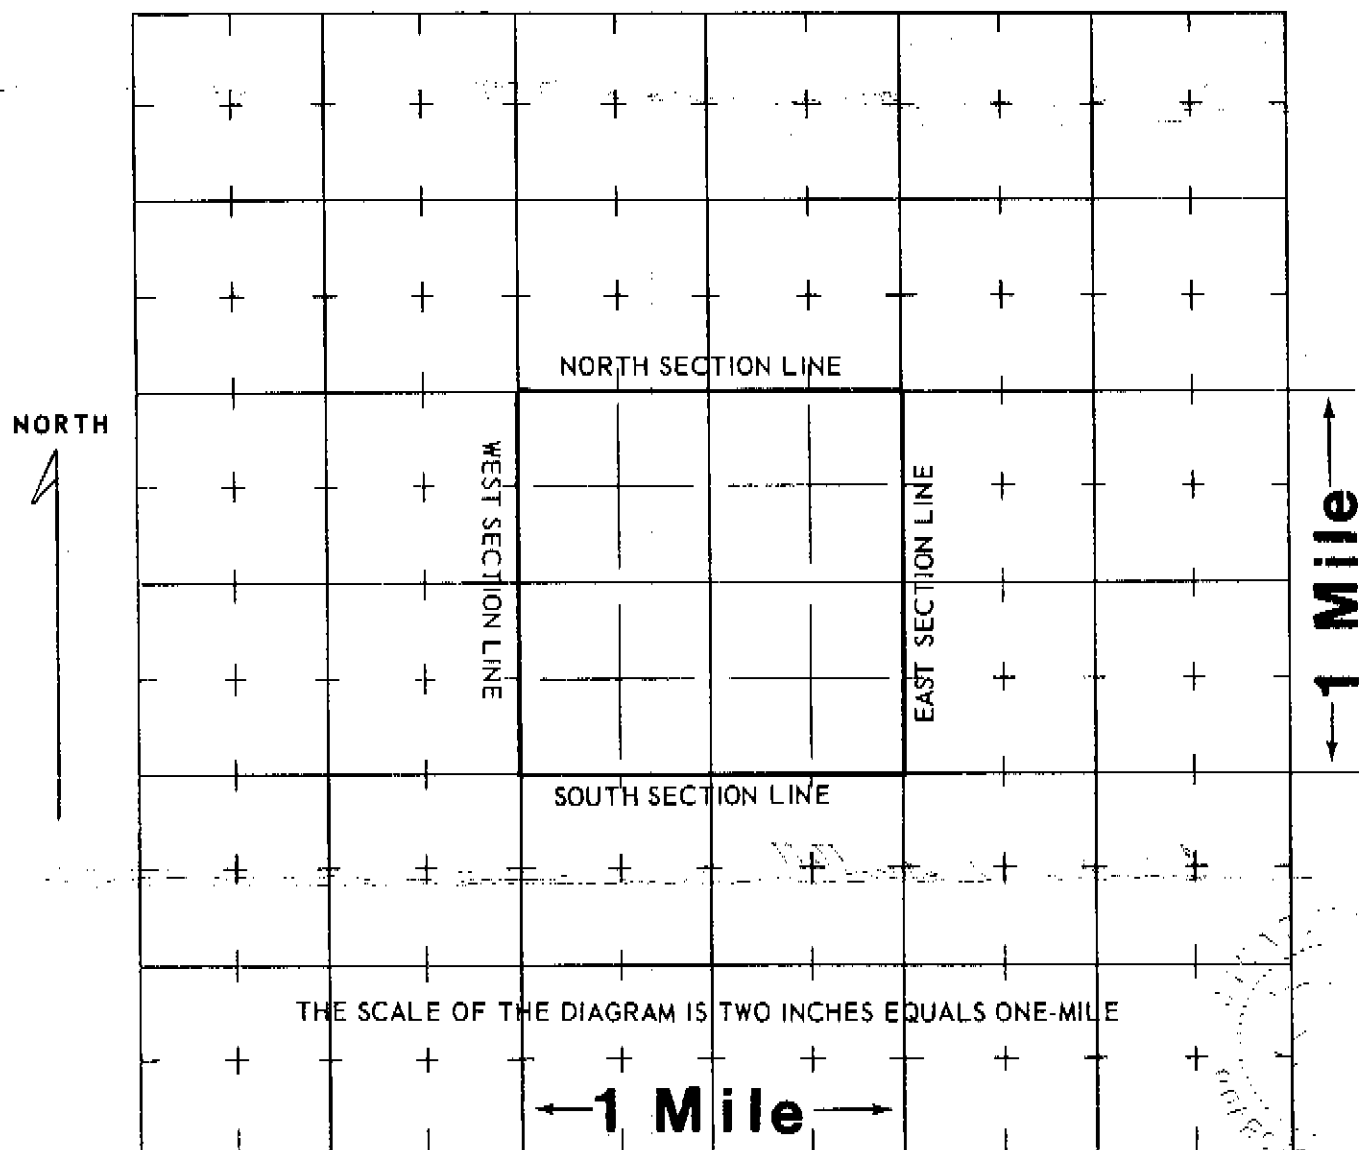 NORTH SECTION LINE
NORTH
WEST SECTION LINE
EAST SECTION LINE
1 Mile
SOUTH SECTION LINE
THE SCALE OF THE DIAGRAM IS TWO INCHES EQUALS ONE-MILE
1 Mile